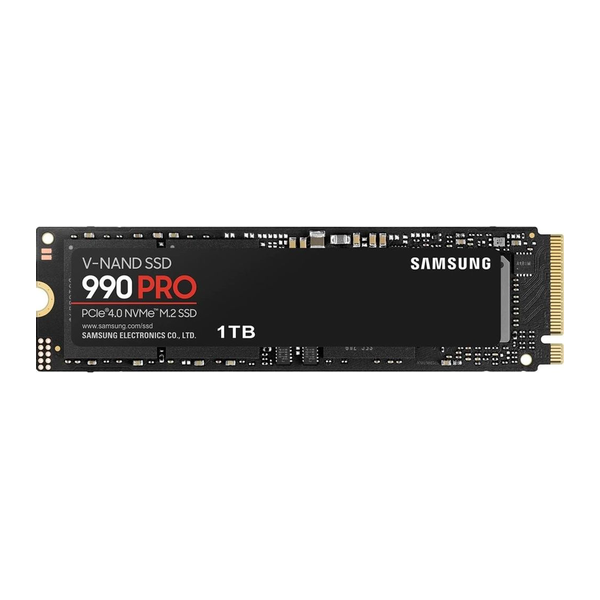 V-NAND SSD
990 PRO
PCIe®4.0 NVMe™ M.2 SSD
www.samsung.com/ssd
SAMSUNG ELECTRONICS CO., LTD.
1TB
SAMSUNG